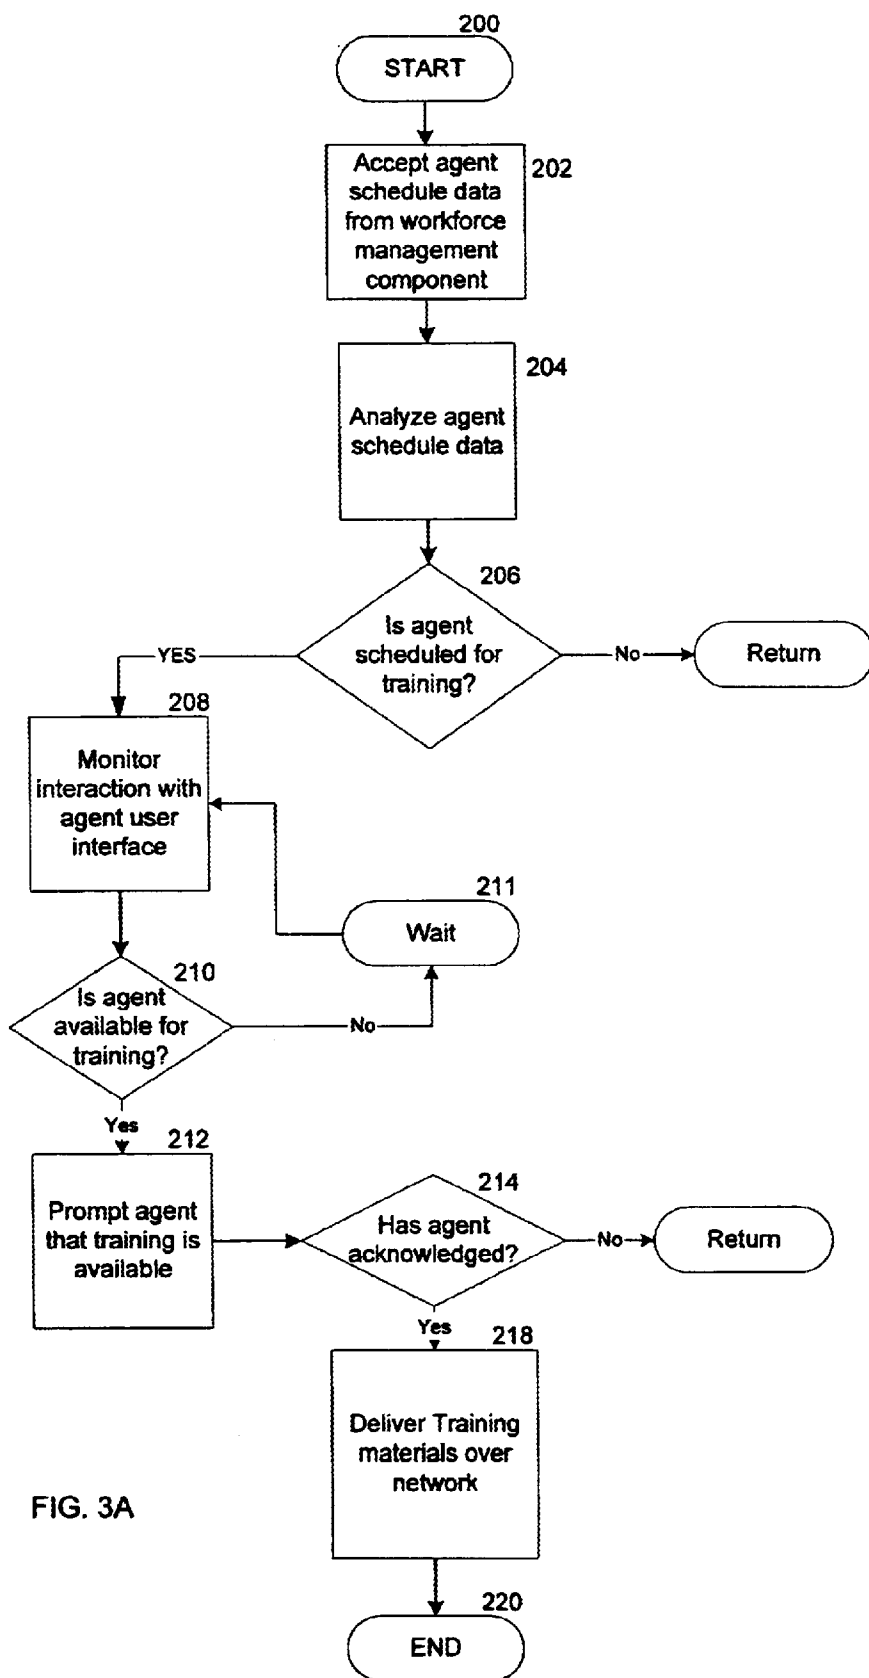 200
START
Accept agent
schedule data
from workforce
management
component
202
204
Analyze agent
schedule data
206
Is agent
scheduled for
training?
YES
No
Return
208
Monitor
interaction with
agent user
interface
211
Wait
210
Is agent
available for
training?
No
Yes
212
Prompt agent
that training is
available
214
Has agent
acknowledged?
No
Return
Yes
218
Deliver Training
materials over
network
FIG. 3A
220
END